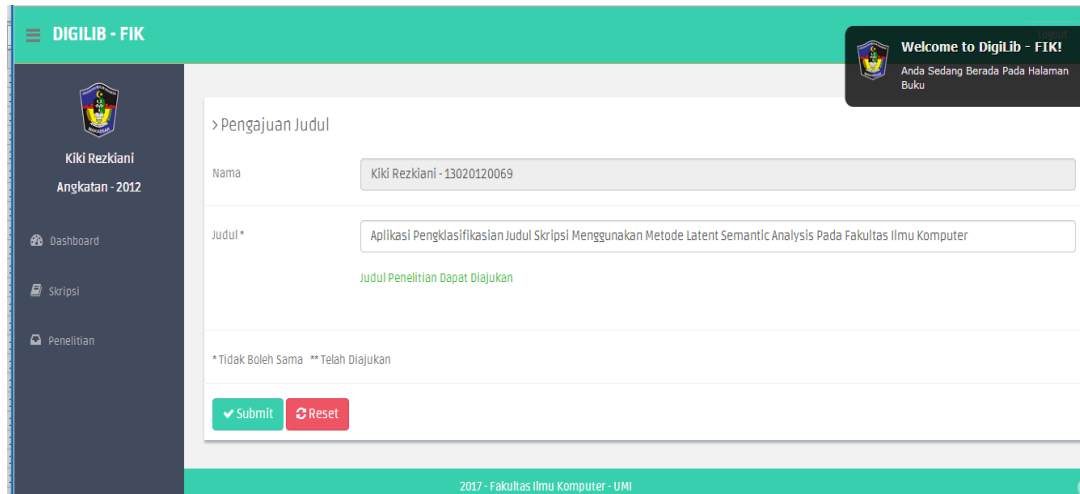 DIGILIB - FIK
Logout
Welcome to DigiLib - FIK!
Anda Sedang Berada Pada Halaman
Buku
Kiki Rezkiani
Angkatan - 2012
Dashboard
Skripsi
Penelitian
> Pengajuan Judul
Nama
Kiki Rezkiani - 13020120069
Judul *
Aplikasi Pengklasifikasian Judul Skripsi Menggunakan Metode Latent Semantic Analysis Pada Fakultas Ilmu Komputer
Judul Penelitian Dapat Diajukan
* Tidak Boleh Sama ** Telah Diajukan
Submit
Reset
2017 - Fakultas Ilmu Komputer - UMI